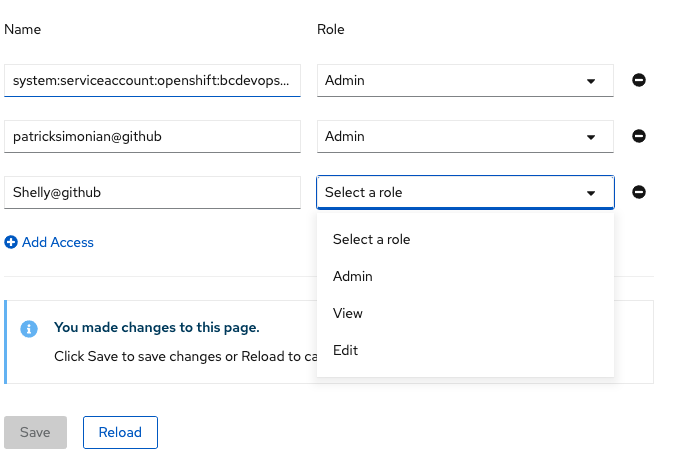 Name Role
system:serviceaccount:openshift:bcdevops... Admin
patricksimonian@github Admin
Shelly@github Select a role
Add Access
Select a role
Admin
View
Edit
You made changes to this page.
Click Save to save changes or Reload to ca
Save Reload